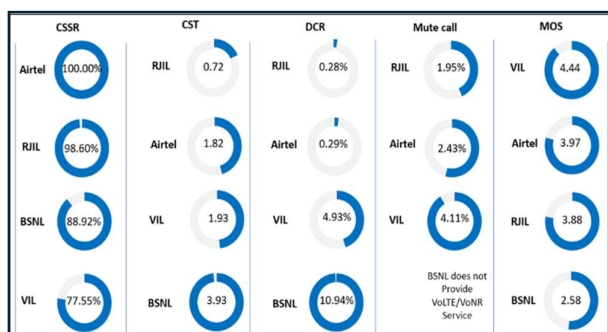 CSSR
Airtel 100.00%
RJIL 98.60%
BSNL 88.92%
VIL 77.55%
CST
RJIL 0.72
Airtel 1.82
VIL 1.93
BSNL 3.93
DCR
RJIL 0.28%
Airtel 0.29%
VIL 4.93%
BSNL 10.94%
Mute call
RJIL 1.95%
Airtel 2.43%
VIL 4.11%
BSNL does not
Provide
VoLTE/VoNR
Service
MOS
VIL 4.44
Airtel 3.97
RJIL 3.88
BSNL 2.58